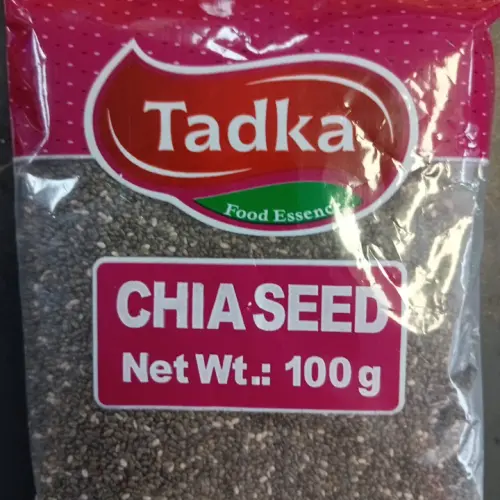 Tadka
Food Essence
CHIA SEED
Net Wt.: 100 g